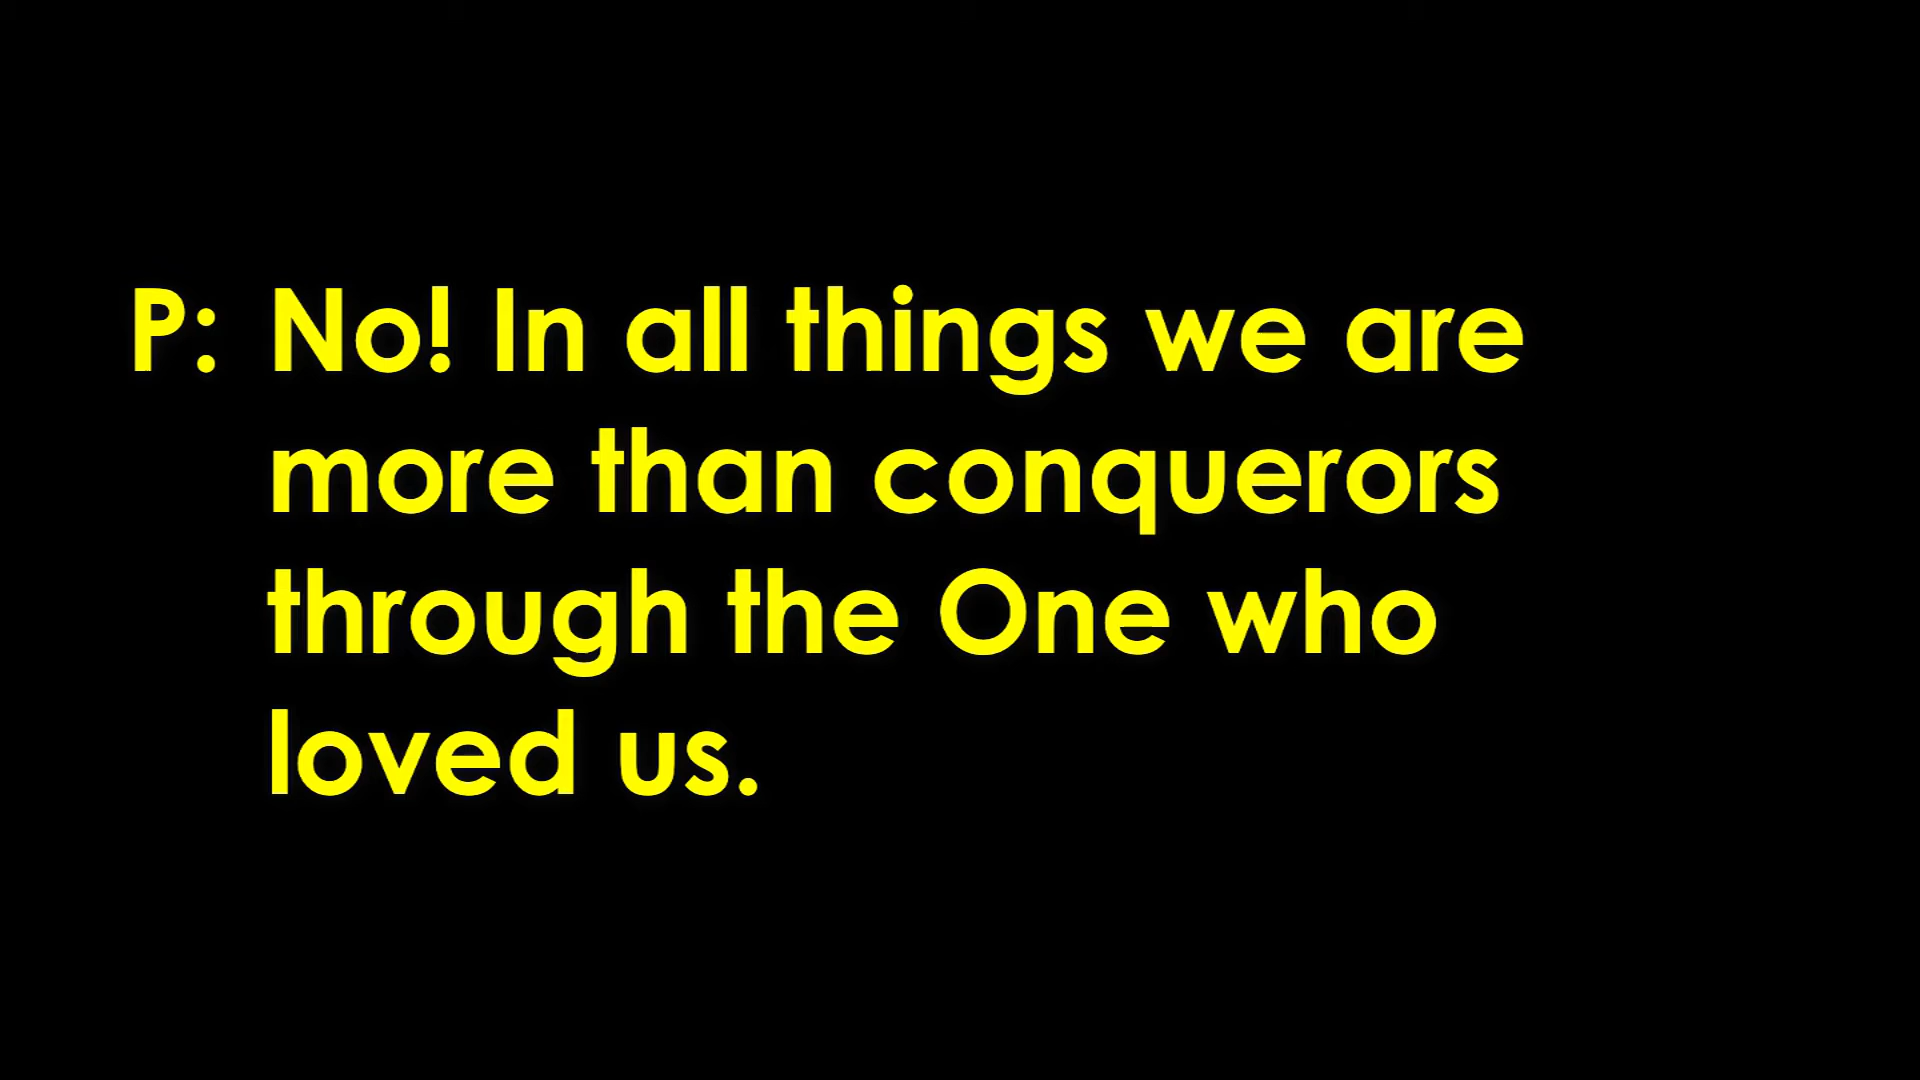 P: No! In all things we are
more than conquerors
through the One who
loved us.